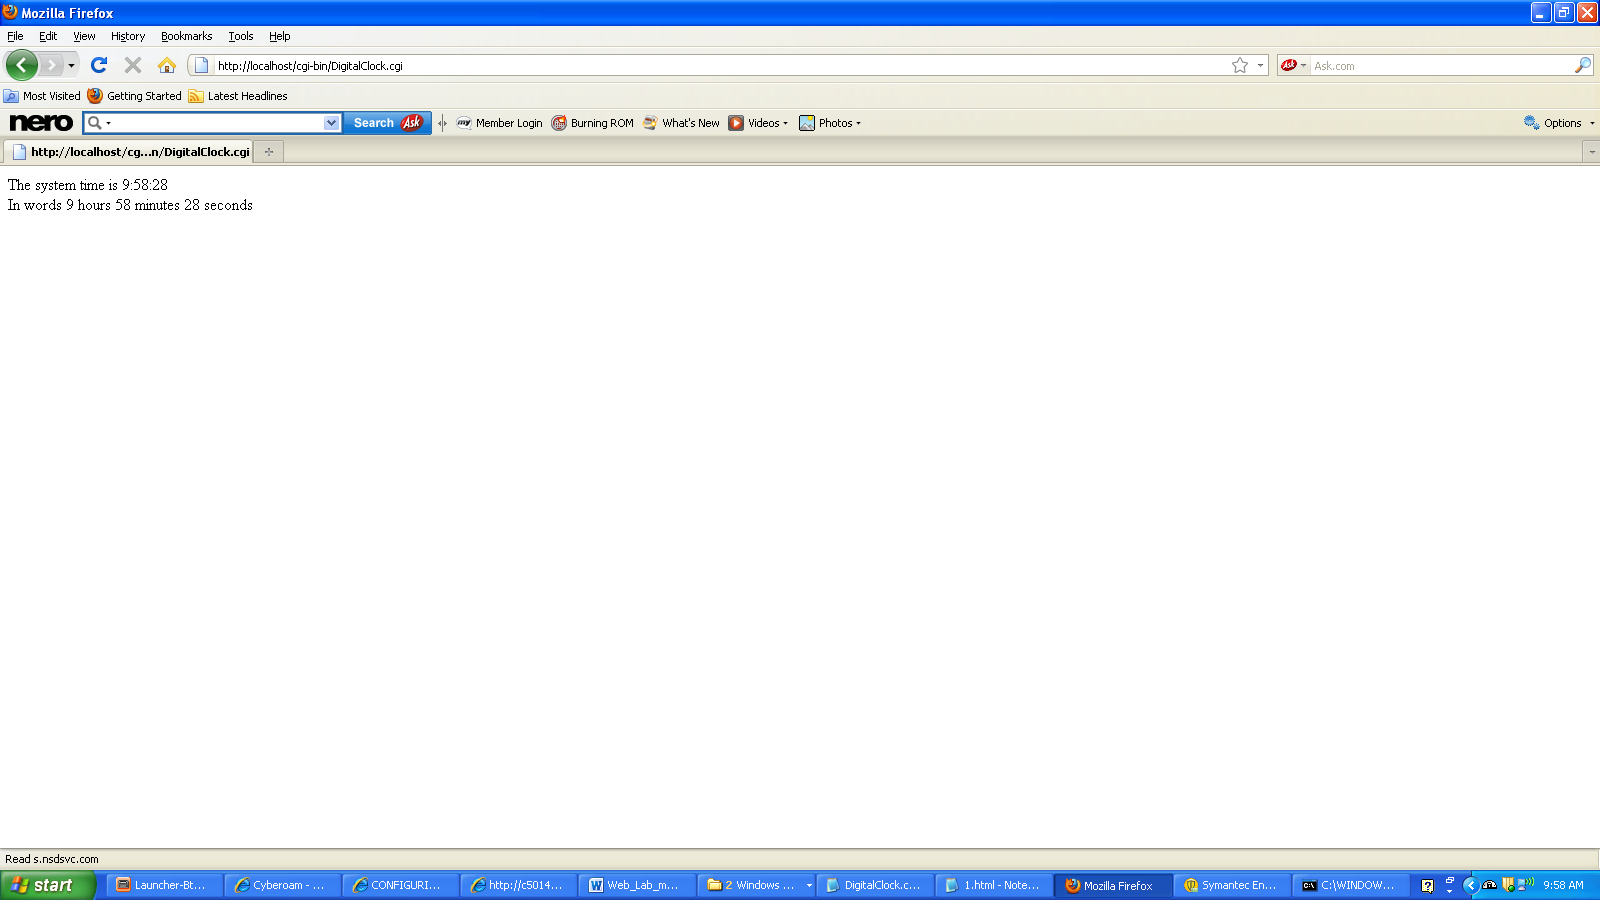 Mozilla Firefox
File Edit View History Bookmarks Tools Help
http://localhost/cgi-bin/DigitalClock.cgi
Ask Ask.com
Most Visited Getting Started Latest Headlines
nero Search Ask my Member Login Burning ROM What's New Videos Photos Options
http://localhost/cg...n/DigitalClock.cgi
The system time is 9:58:28
In words 9 hours 58 minutes 28 seconds
Read s.nsdsvc.com
start Launcher-Bt... Cyberoam - ... CONFIGURI... http://c5014... Web_Lab_m... 2 Windows ... DigitalClock.c... 1.html - Note... Mozilla Firefox Symantec En... C:\WINDOW... 9:58 AM